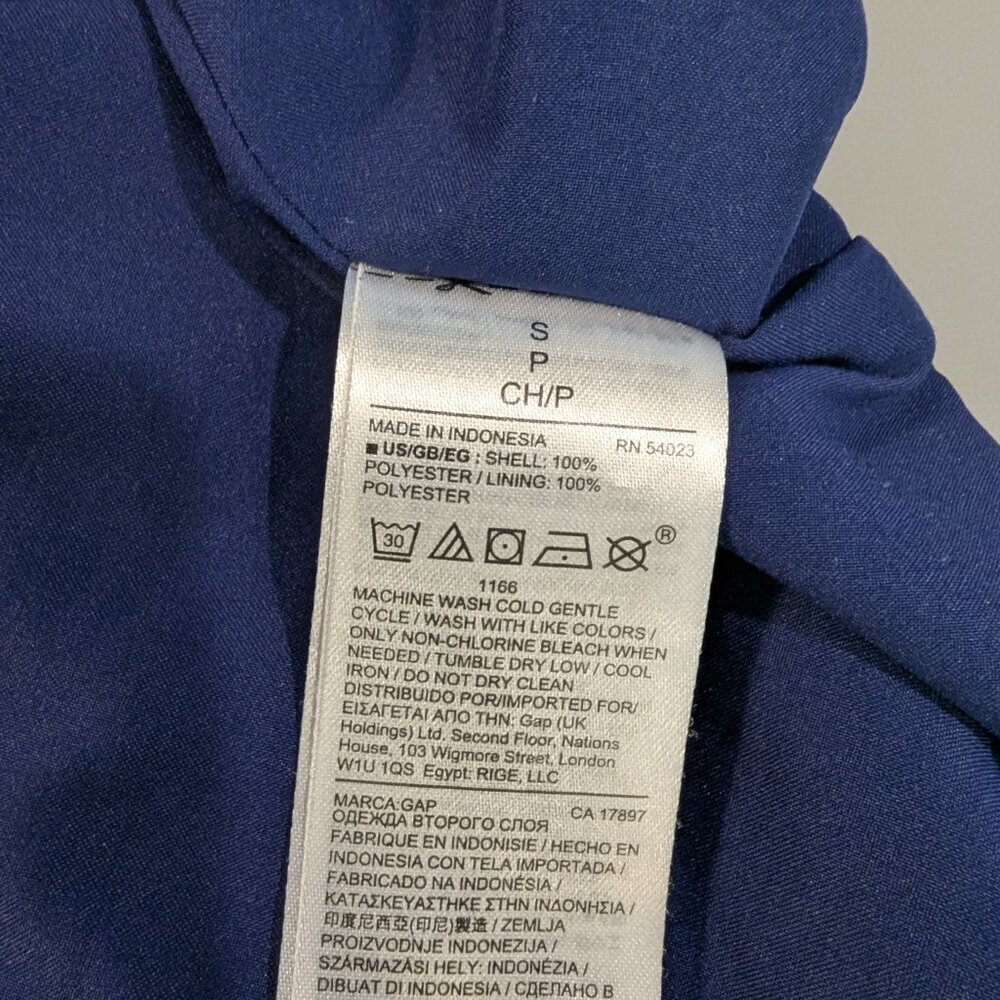 S
P
CH/P
MADE IN INDONESIA RN 54023
■ US/GB/EG : SHELL: 100%
POLYESTER / LINING: 100%
POLYESTER
30 ®
1166
MACHINE WASH COLD GENTLE
CYCLE / WASH WITH LIKE COLORS /
ONLY NON-CHLORINE BLEACH WHEN
NEEDED / TUMBLE DRY LOW / COOL
IRON / DO NOT DRY CLEAN
DISTRIBUIDO POR/IMPORTED FOR/
ΕΙΣΑΓΕΤΑΙ ΑΠΟ ΤΗΝ: Gap (UK
Holdings) Ltd. Second Floor, Nations
House, 103 Wigmore Street, London
W1U 1QS Egypt: RIGE, LLC
MARCA:GAP CA 17897
ОДЕЖДА ВТОРОГО СЛОЯ
FABRIQUE EN INDONISIE / HECHO EN
INDONESIA CON TELA IMPORTADA /
FABRICADO NA INDONÉSIA /
ΚΑΤΑΣΚΕΥΑΣΤΗΚΕ ΣΤΗΝ ΙΝΔΟΝΗΣΙΑ /
印度尼西亞(印尼)製造 / ZEMLJA
PROIZVODNJE INDONEZIJA /
SZÁRMAZÁSI HELY: INDONÉZIA /
DIBUAT DI INDONESIA / СДЕЛАНО В